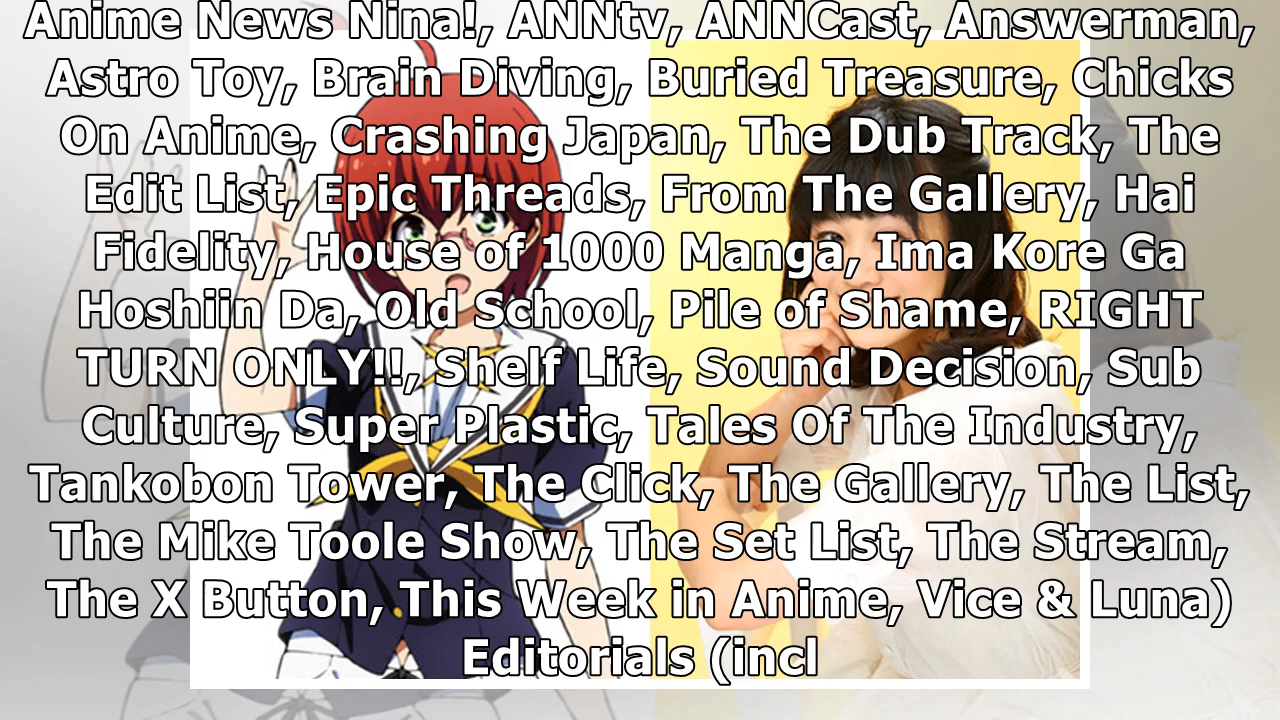 Anime News Nina!, ANNtv, ANNCast, Answerman,
Astro Toy, Brain Diving, Buried Treasure, Chicks
On Anime, Crashing Japan, The Dub Track, The
Edit List, Epic Threads, From The Gallery, Hai
Fidelity, House of 1000 Manga, Ima Kore Ga
Hoshiin Da, Old School, Pile of Shame, RIGHT
TURN ONLY!!, Shelf Life, Sound Decision, Sub
Culture, Super Plastic, Tales Of The Industry,
Tankobon Tower, The Click, The Gallery, The List,
The Mike Toole Show, The Set List, The Stream,
The X Button, This Week in Anime, Vice & Luna)
Editorials (incl